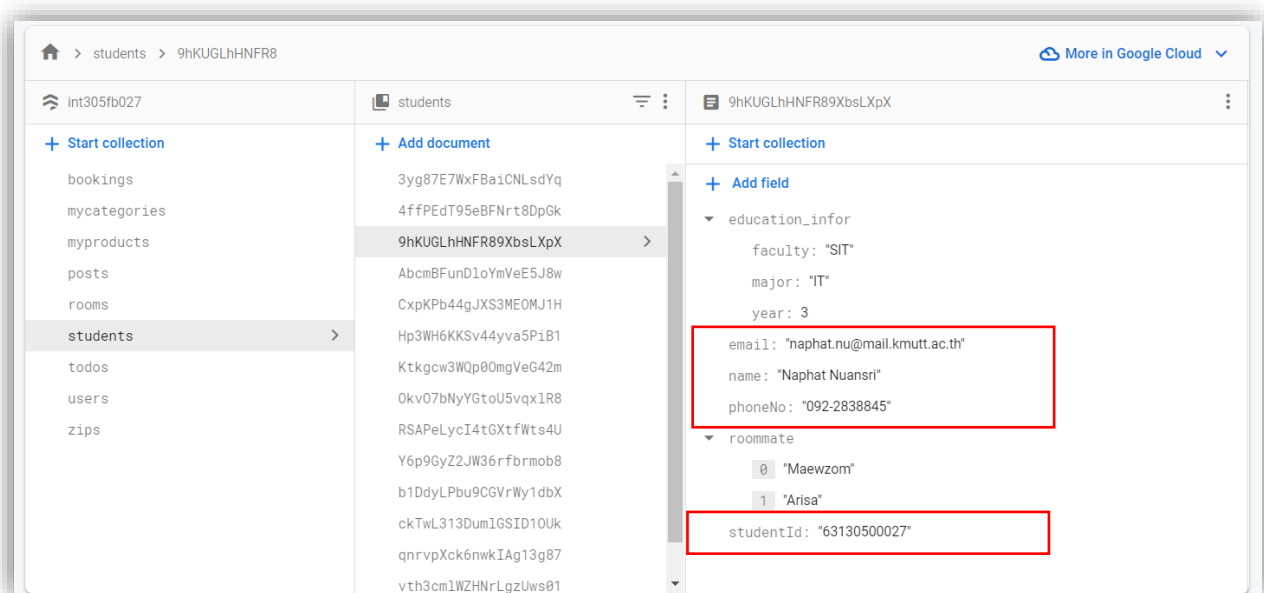 students > 9hKUGLhHNFR8
More in Google Cloud
int305fb027
+ Start collection
bookings
mycategories
myproducts
posts
rooms
students
todos
users
zips
students
+ Add document
3yg87E7WxFBaiCNLsdYq
4ffPEdT95eBFNrt8DpGk
9hKUGLhHNFR89XbsLXpX
AbcmBFunDloYmVeE5J8w
CxpKPb44gJXS3MEOMJ1H
Hp3WH6KKSv44yva5PiB1
Ktkgcw3WQp0OmgVeG42m
OkvO7bNyYGtoU5vqxlR8
RSAPeLycI4tGXtfWts4U
Y6p9GyZ2JW36rfbrmob8
b1DdyLPbu9CGVrWy1dbX
ckTwL313DumlGSID1OUk
qnrvpXck6nwkIAg13g87
vth3cmlWZHNrLgzUws01
9hKUGLhHNFR89XbsLXpX
+ Start collection
+ Add field
education_infor
faculty: "SIT"
major: "IT"
year: 3
email: "naphat.nu@mail.kmutt.ac.th"
name: "Naphat Nuansri"
phoneNo: "092-2838845"
roommate
0 "Maewzom"
1 "Arisa"
studentId: "63130500027"